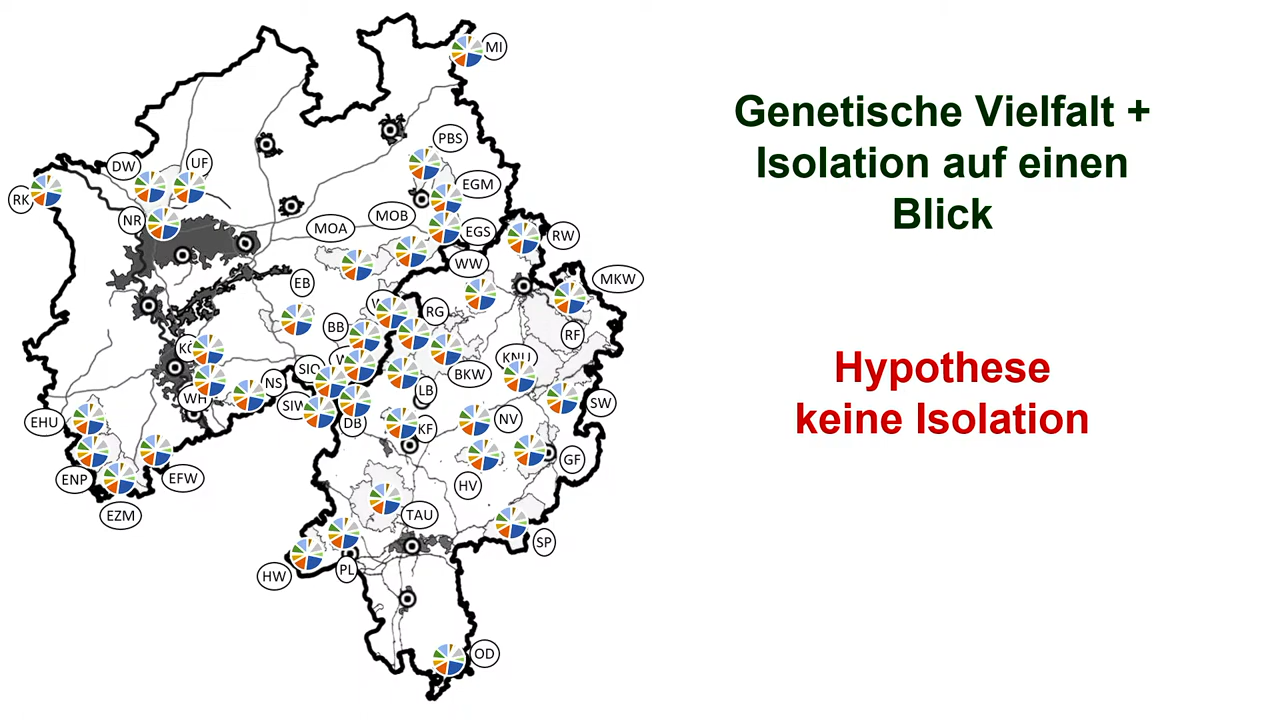 MI
PBS
DW
UF
RK
EGM
NR
MOB
MOA
EGS
RW
WW
MKW
EB
RG
BB
RF
KNU
SIO
BKW
NS
LB
WH
SIW
SW
EHU
DB
KF
NV
GF
ENP
EFW
HV
EZM
TAU
SP
HW
PL
OD
Genetische Vielfalt +
Isolation auf einen
Blick
Hypothese
keine Isolation